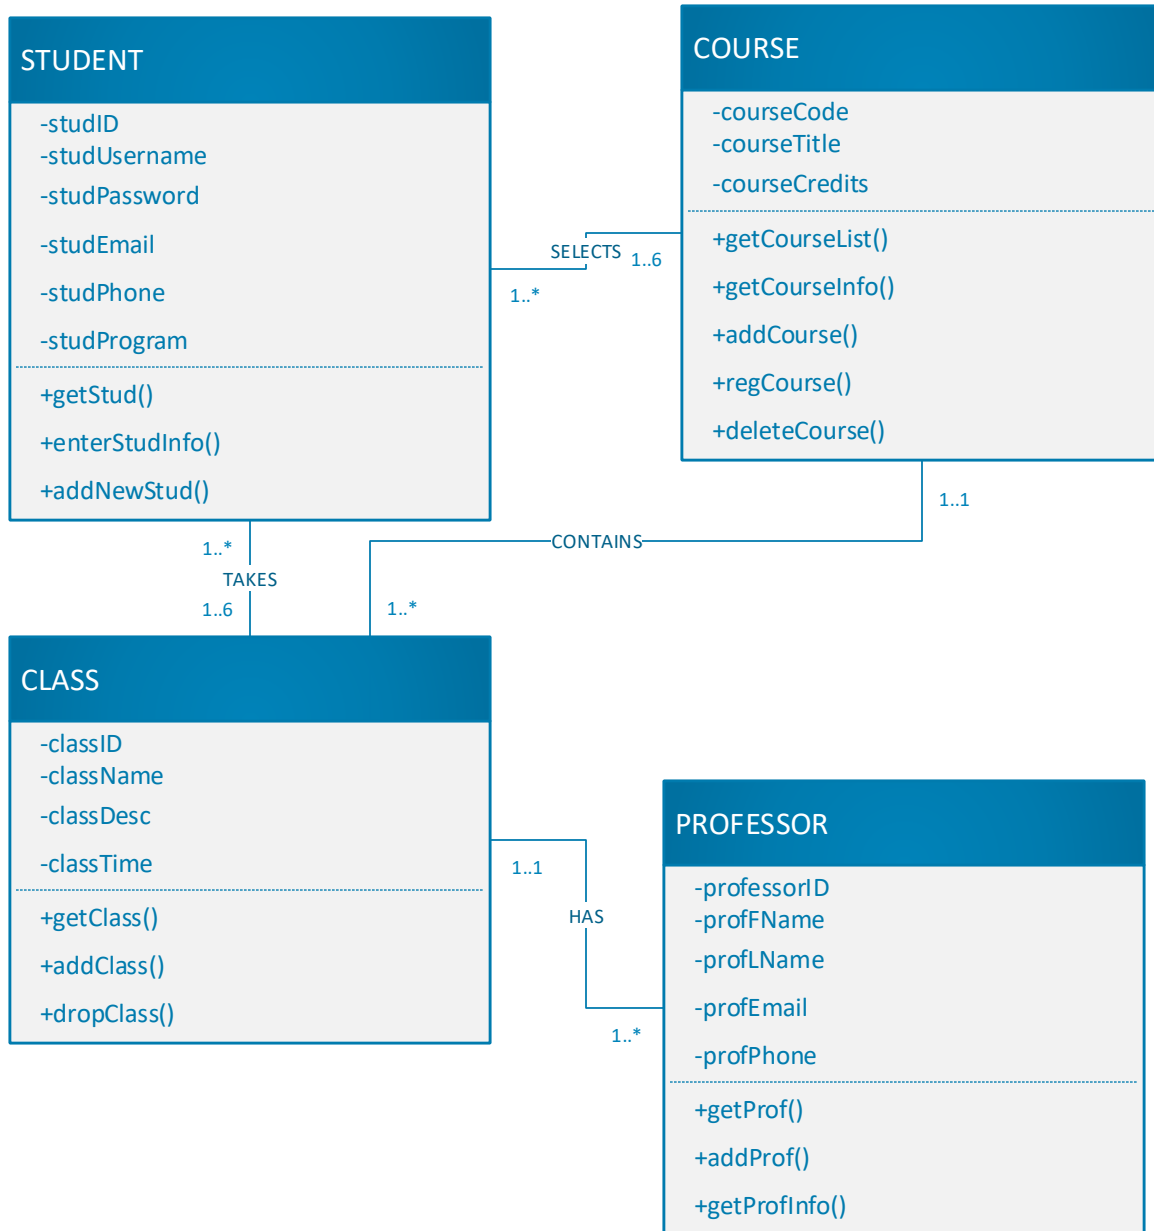 STUDENT
-studID
-studUsername
-studPassword
-studEmail
-studPhone
-studProgram
+getStud()
+enterStudInfo()
+addNewStud()
COURSE
-courseCode
-courseTitle
-courseCredits
+getCourseList()
+getCourseInfo()
+addCourse()
+regCourse()
+deleteCourse()
SELECTS
1..6
1..*
1..1
CONTAINS
1..*
1..*
TAKES
1..6
CLASS
-classID
-className
-classDesc
-classTime
+getClass()
+addClass()
+dropClass()
1..1
HAS
1..*
PROFESSOR
-professorID
-profFName
-profLName
-profEmail
-profPhone
+getProf()
+addProf()
+getProfInfo()